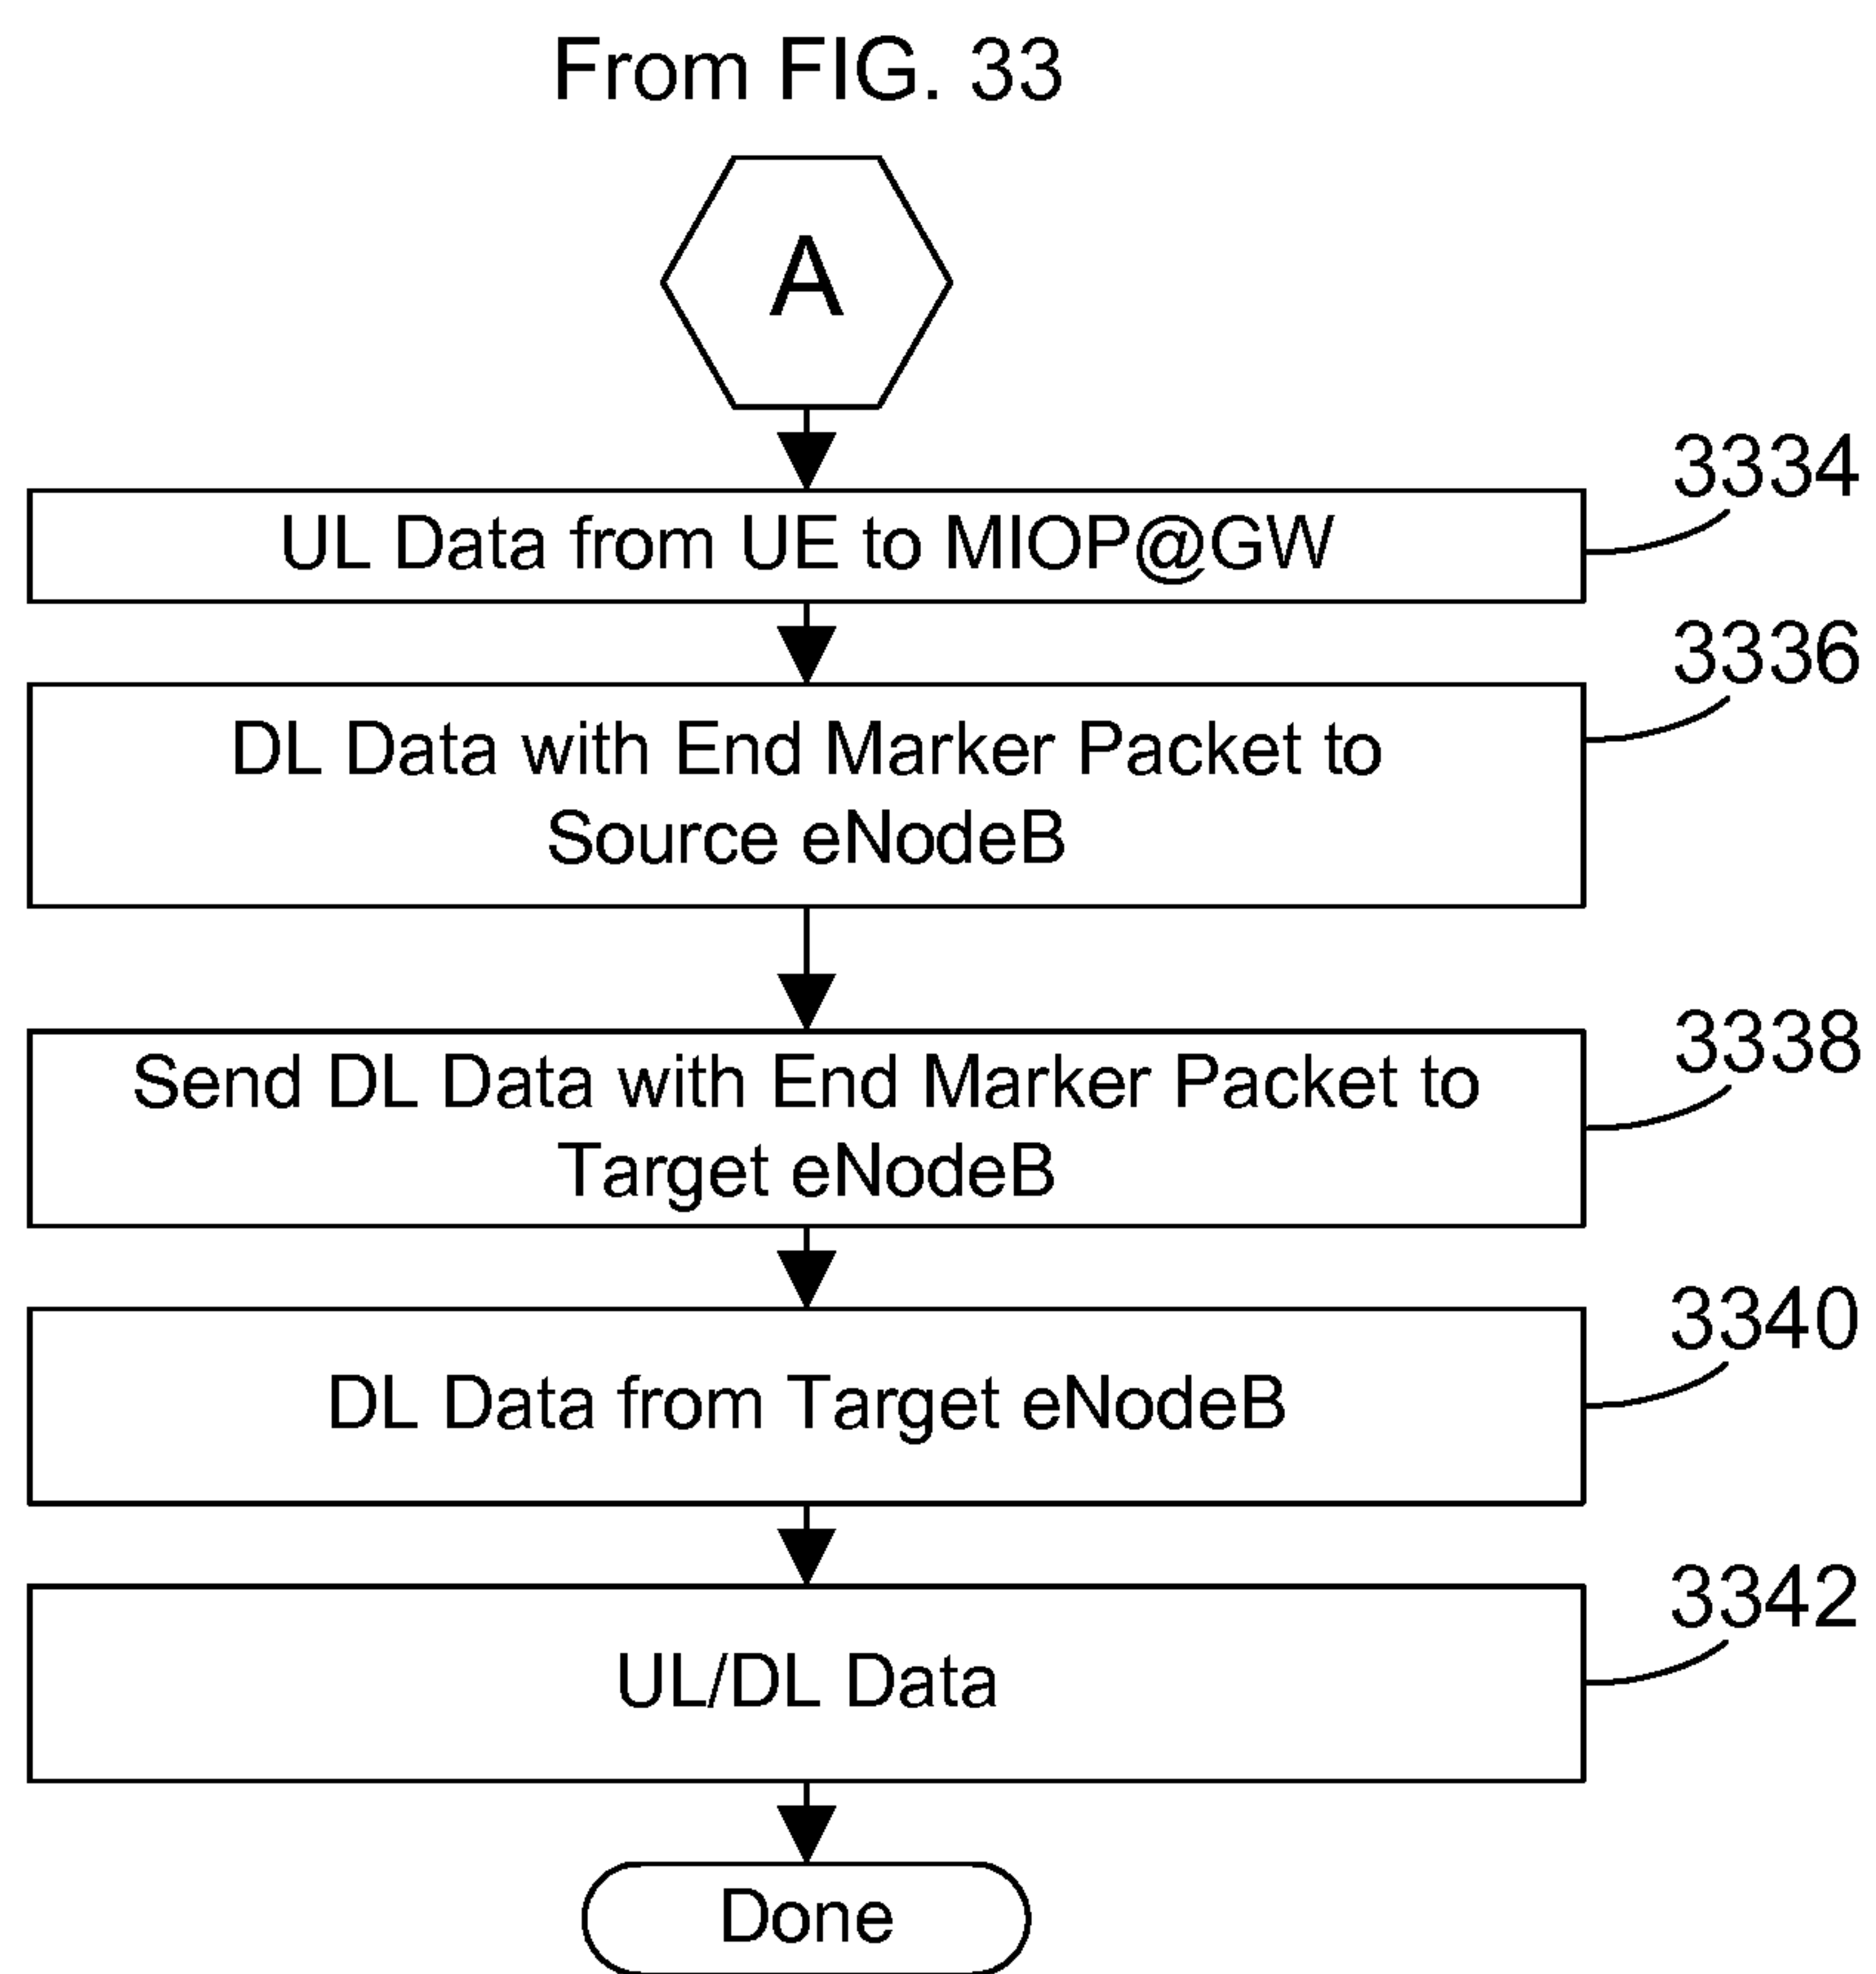 From FIG. 33
A
3334
UL Data from UE to MIOP@GW
3336
DL Data with End Marker Packet to
Source eNodeB
3338
Send DL Data with End Marker Packet to
Target eNodeB
3340
DL Data from Target eNodeB
3342
UL/DL Data
Done